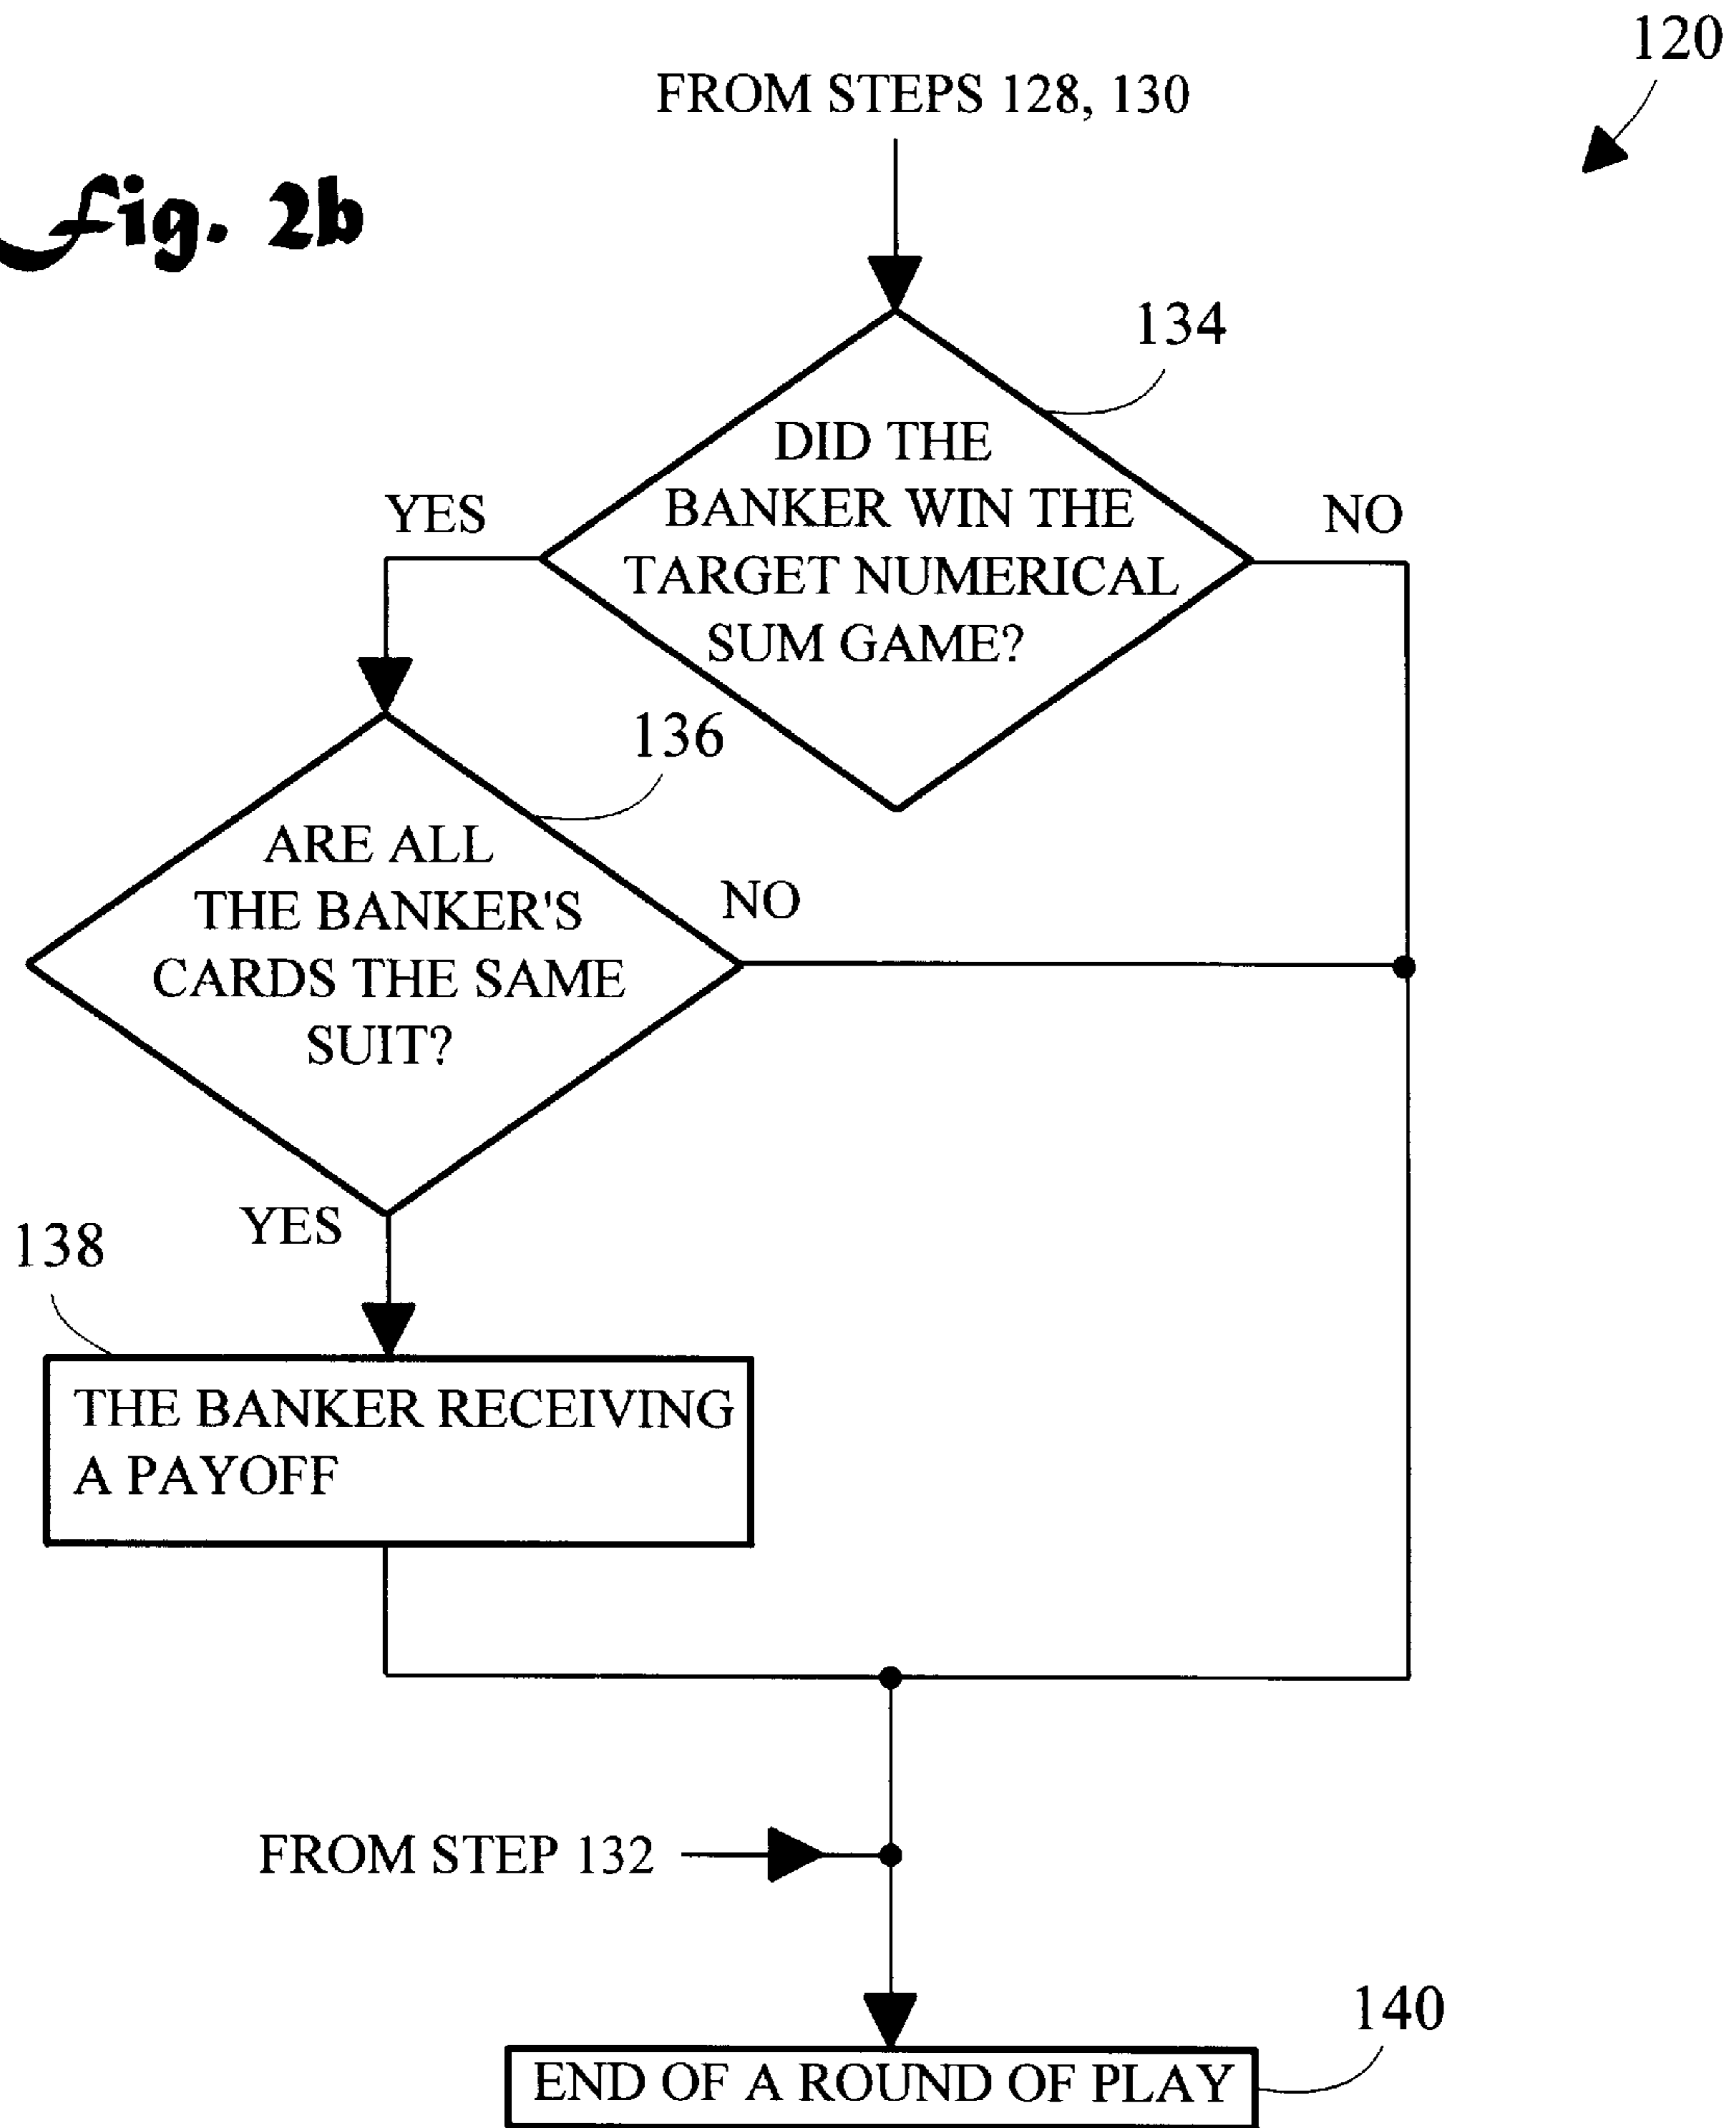 120
FROM STEPS 128, 130
Fig. 2b
134
DID THE
BANKER WIN THE
TARGET NUMERICAL
SUM GAME?
YES
NO
136
ARE ALL
THE BANKER'S
CARDS THE SAME
SUIT?
NO
YES
138
THE BANKER RECEIVING
A PAYOFF
FROM STEP 132
140
END OF A ROUND OF PLAY